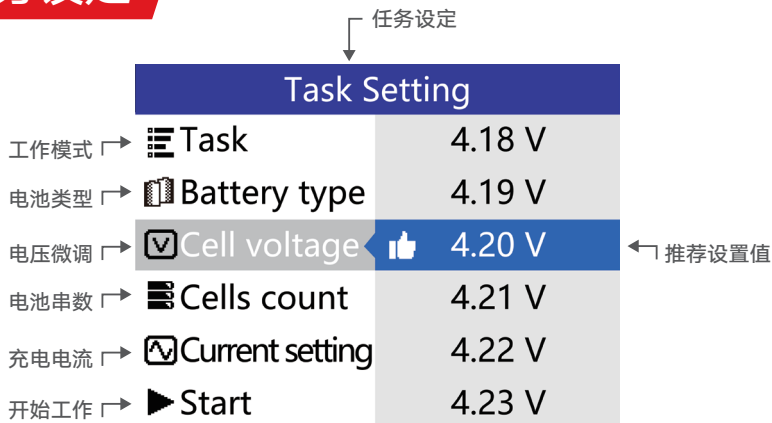 任务设定
Task Setting
工作模式 Task 4.18 V
电池类型 Battery type 4.19 V
电压微调 Cell voltage 4.20 V 推荐设置值
电池串数 Cells count 4.21 V
充电电流 Current setting 4.22 V
开始工作 Start 4.23 V